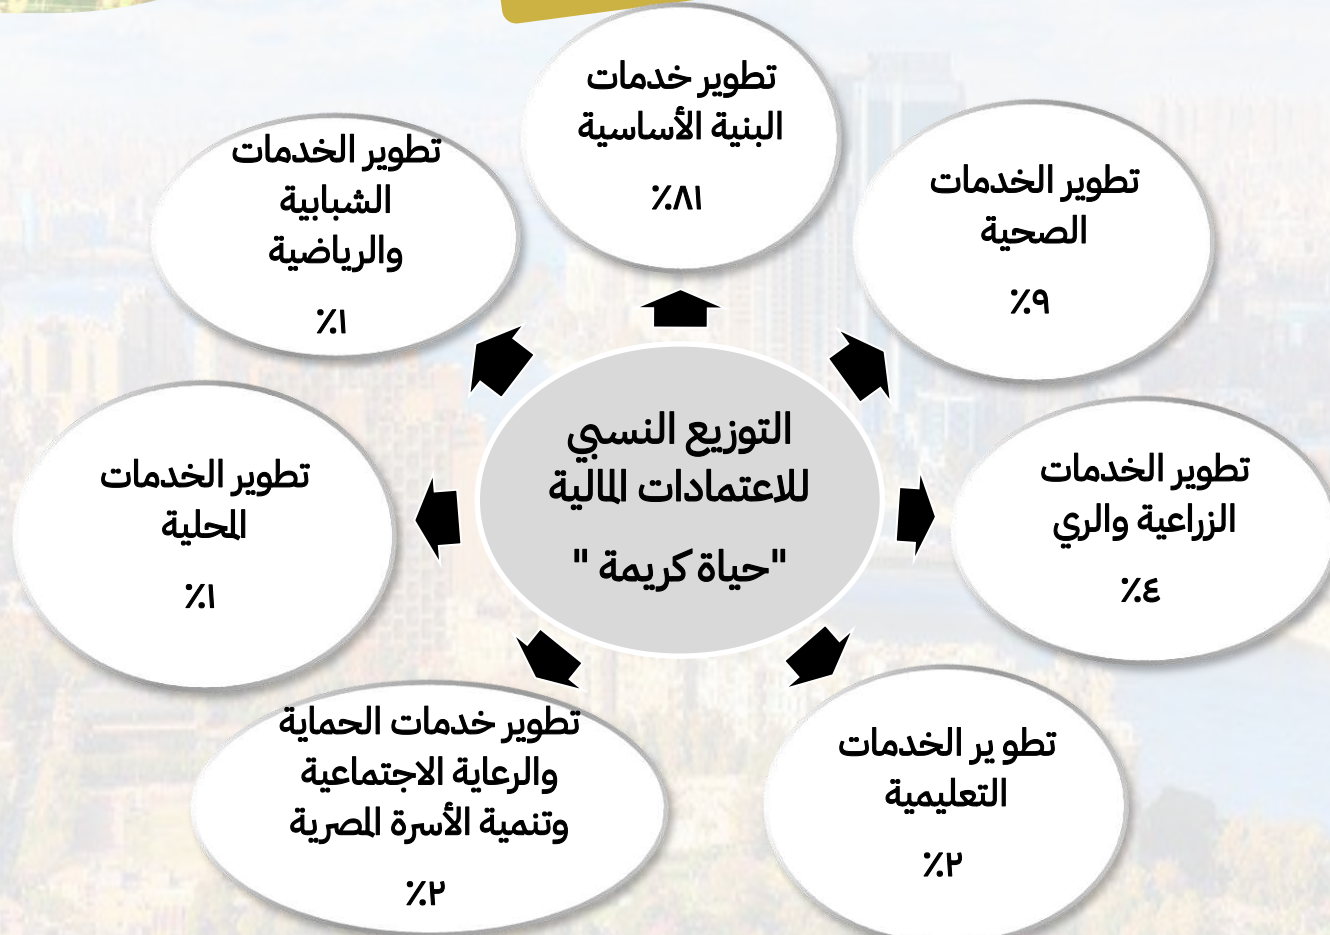 تطوير خدمات
البنية الأساسية
٨١٪
تطوير الخدمات
الصحية
٩٪
تطوير الخدمات
الزراعية والري
٤٪
تطو ير الخدمات
التعليمية
٢٪
تطوير خدمات الحماية
والرعاية الاجتماعية
وتنمية الأسرة المصرية
٢٪
تطوير الخدمات
المحلية
١٪
تطوير الخدمات
الشبابية
والرياضية
١٪
التوزيع النسبي
للاعتمادات المالية
"حياة كريمة "